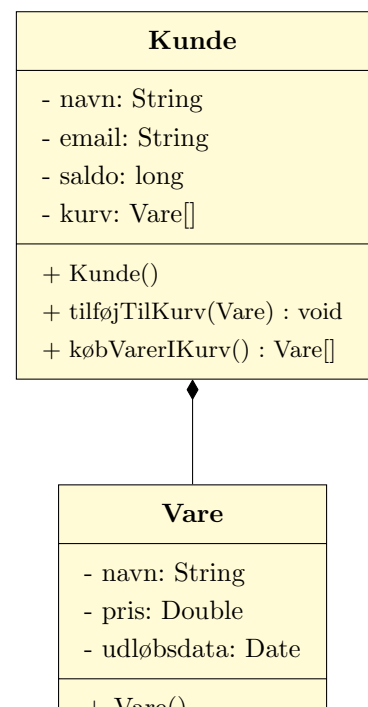 Kunde
- navn: String
- email: String
- saldo: long
- kurv: Vare[]
+ Kunde()
+ tilføjTilKurv(Vare) : void
+ købVarerIKurv() : Vare[]
Vare
- navn: String
- pris: Double
- udløbsdata: Date
+ Vare()